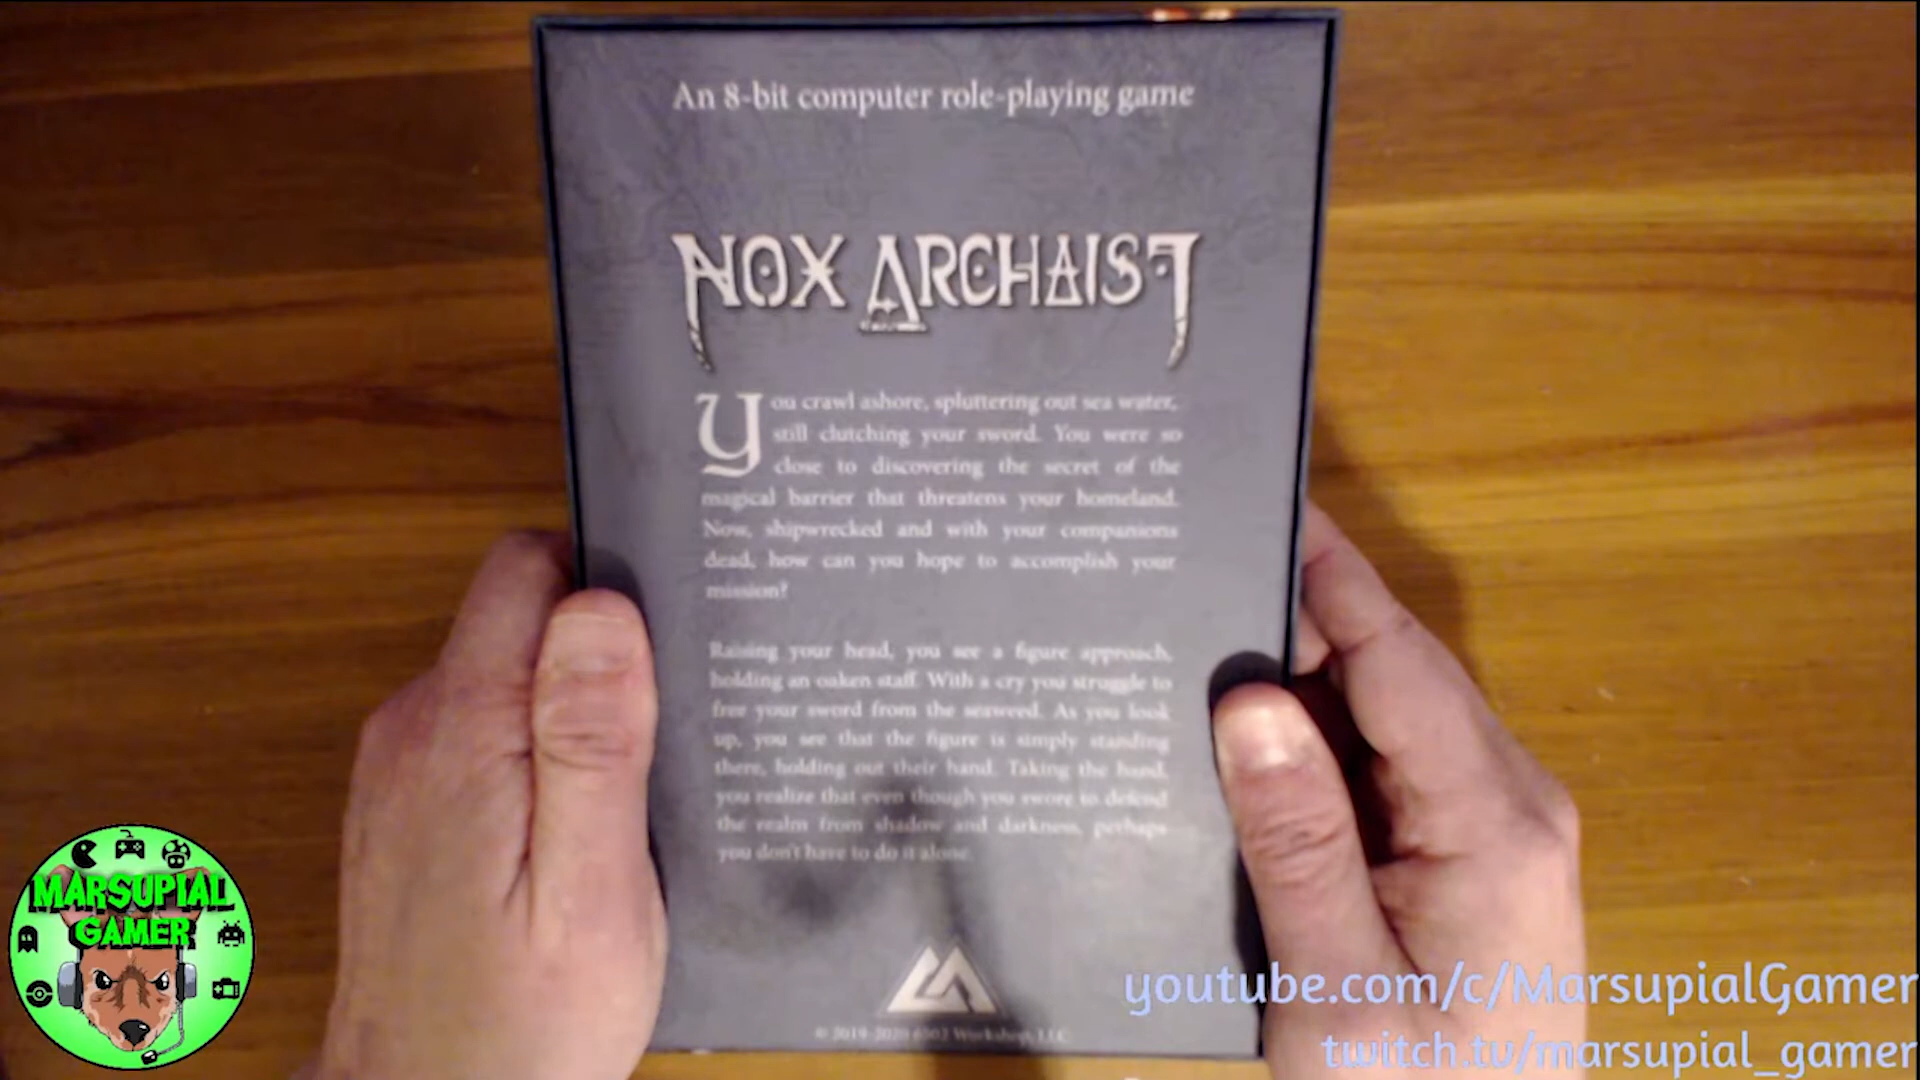 An 8-bit computer role-playing game
NOX ARCHAIST
You crawl ashore, spluttering out sea water,
still clutching your sword. You were so
close to discovering the secret of the
magical barrier that threatens your homeland.
Now, shipwrecked and with your companions
dead, how can you hope to accomplish your
mission?
Raising your head, you see a figure approach,
holding an oaken staff. With a cry you struggle to
free your sword from the seaweed. As you look
up, you see that the figure is simply standing
there, holding out their hand. Taking the hand,
you realize that even though you swore to defend
the realm from shadow and darkness, perhaps
you don't have to do it alone.
© 2019-2020 6502 Workshop, LLC
MARSUPIAL
GAMER
youtube.com/c/MarsupialGamer
twitch.tv/marsupial_gamer